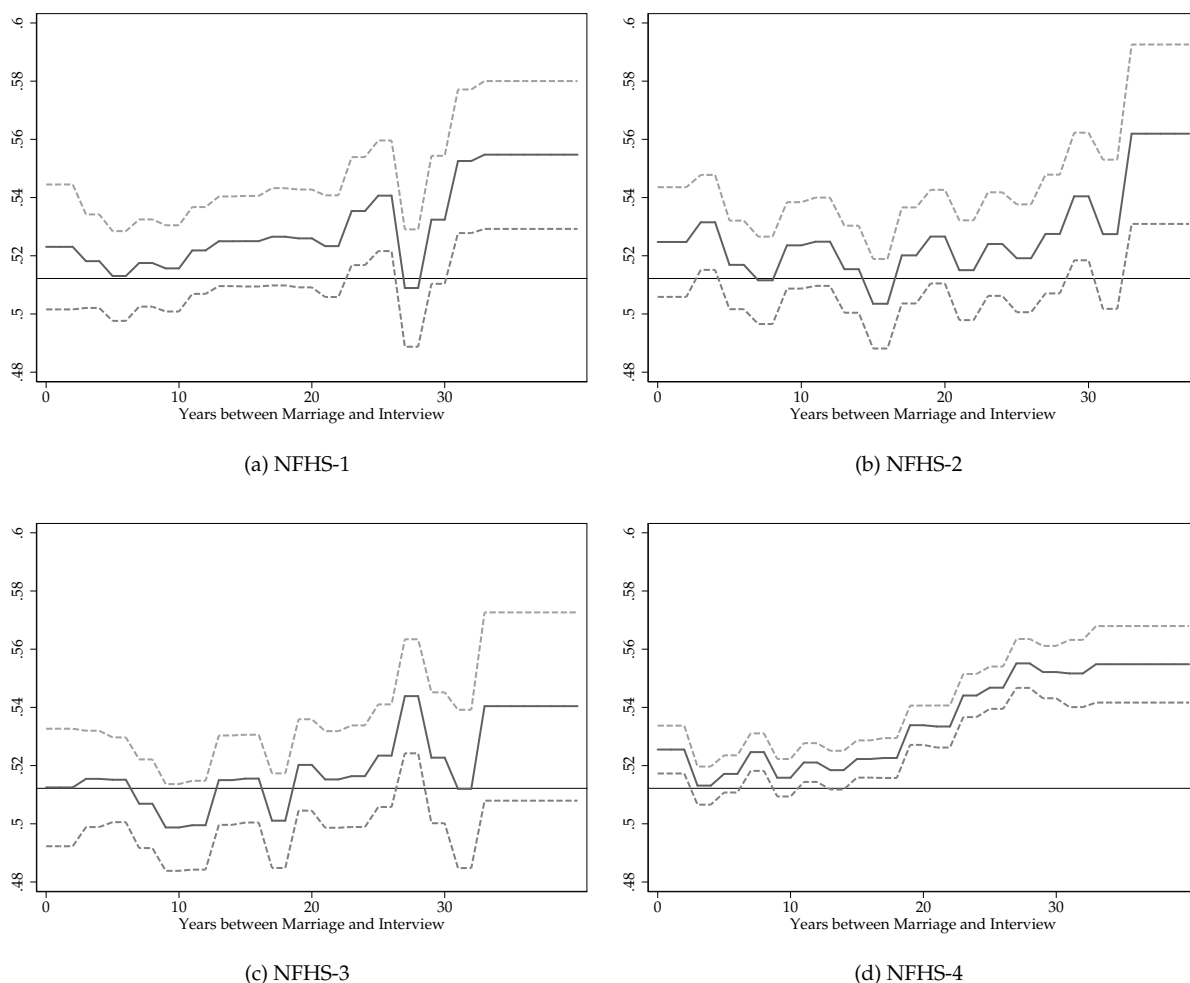 .6
.58
.56
.54
.52
.5
.48
0 10 20 30
Years between Marriage and Interview
(a) NFHS-1
.6
.58
.56
.54
.52
.5
.48
0 10 20 30
Years between Marriage and Interview
(b) NFHS-2
.6
.58
.56
.54
.52
.5
.48
0 10 20 30
Years between Marriage and Interview
(c) NFHS-3
.6
.58
.56
.54
.52
.5
.48
0 10 20 30
Years between Marriage and Interview
(d) NFHS-4